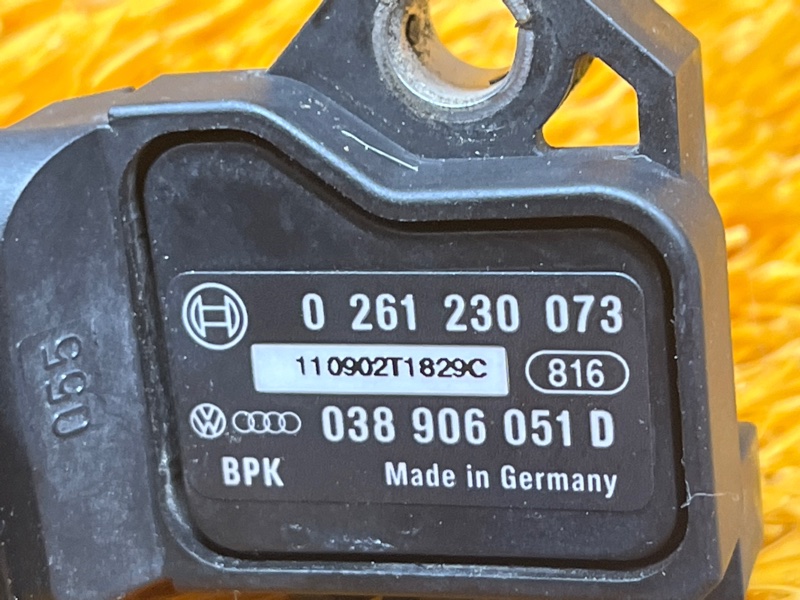 0 261 230 073
110902T1829C 816
038 906 051 D
BPK Made in Germany
055